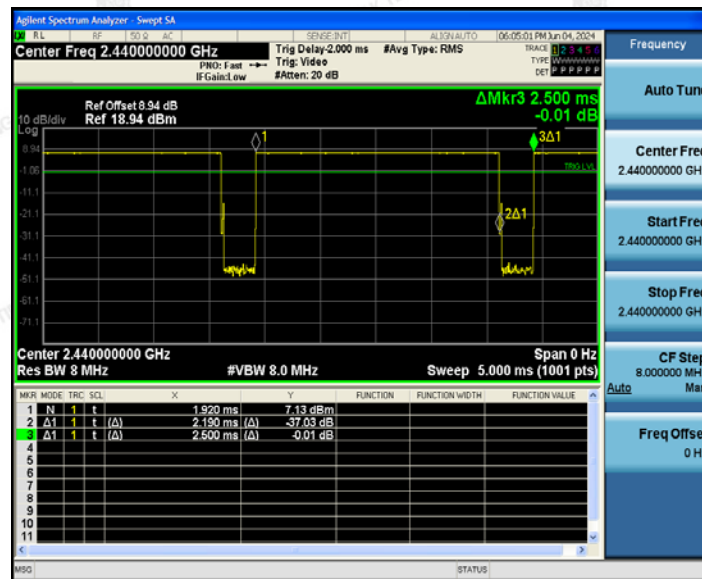 Agilent Spectrum Analyzer - Swept SA
RL RF 50 Ω AC SENSE:INT ALIGN AUTO 06:05:01 PM Jun 04, 2024
Center Freq 2.440000000 GHz
Trig Delay-2.000 ms #Avg Type: RMS
TRACE 1 2 3 4 5 6
PNO: Fast Trig: Video
TYPE WWWWWW
IFGain:Low #Atten: 20 dB
DET P P P P P P
Frequency
Auto Tune
Ref Offset 8.94 dB
ΔMkr3 2.500 ms
10 dB/div Ref 18.94 dBm
-0.01 dB
Log
1
3Δ1
8.94
TRIG LVL
-1.06
-11.1
-21.1
2Δ1
-31.1
-41.1
-51.1
-61.1
-71.1
Center Freq
2.440000000 GH
Start Freq
2.440000000 GH
Stop Freq
2.440000000 GH
Center 2.440000000 GHz Span 0 Hz
Res BW 8 MHz #VBW 8.0 MHz Sweep 5.000 ms (1001 pts)
CF Step
8.000000 MH
Auto Man
Freq Offse
0 H
MKR MODE TRC SCL X Y FUNCTION FUNCTION WIDTH FUNCTION VALUE
1 N 1 t 1.920 ms 7.13 dBm
2 Δ1 1 t (Δ) 2.190 ms (Δ) -37.03 dB
3 Δ1 1 t (Δ) 2.500 ms (Δ) -0.01 dB
4
5
6
7
8
9
10
11
MSG STATUS